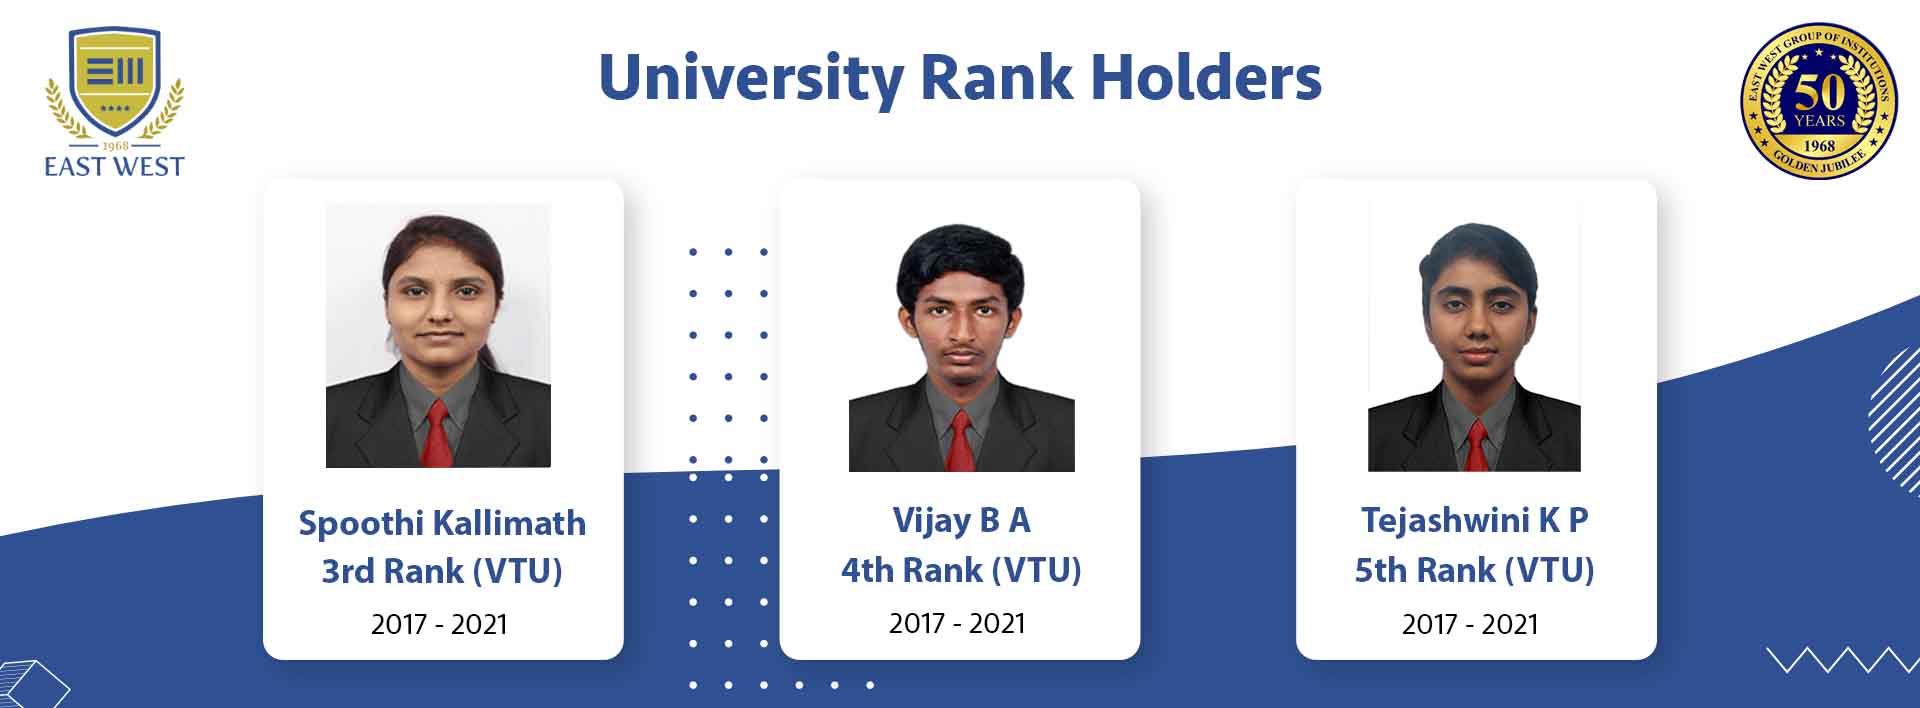 University Rank Holders
1968
EAST WEST
EAST WEST GROUP OF INSTITUTIONS
50
YEARS
1968
GOLDEN JUBILEE
Spoothi Kallimath
3rd Rank (VTU)
2017 - 2021
Vijay B A
4th Rank (VTU)
2017 - 2021
Tejashwini K P
5th Rank (VTU)
2017 - 2021